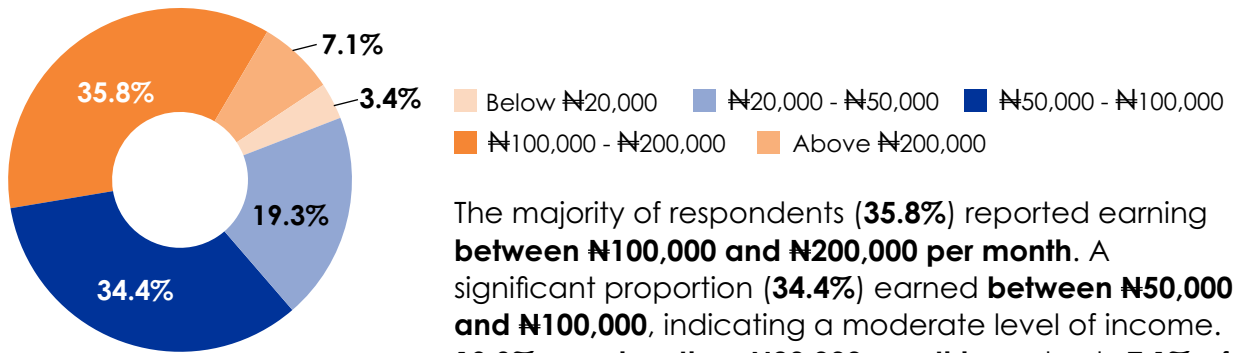 7.1%
35.8%
3.4%
Below ₦20,000 ₦20,000 - ₦50,000 ₦50,000 - ₦100,000
₦100,000 - ₦200,000 Above ₦200,000
19.3%
34.4%
The majority of respondents (35.8%) reported earning
between ₦100,000 and ₦200,000 per month. A
significant proportion (34.4%) earned between ₦50,000
and ₦100,000, indicating a moderate level of income.